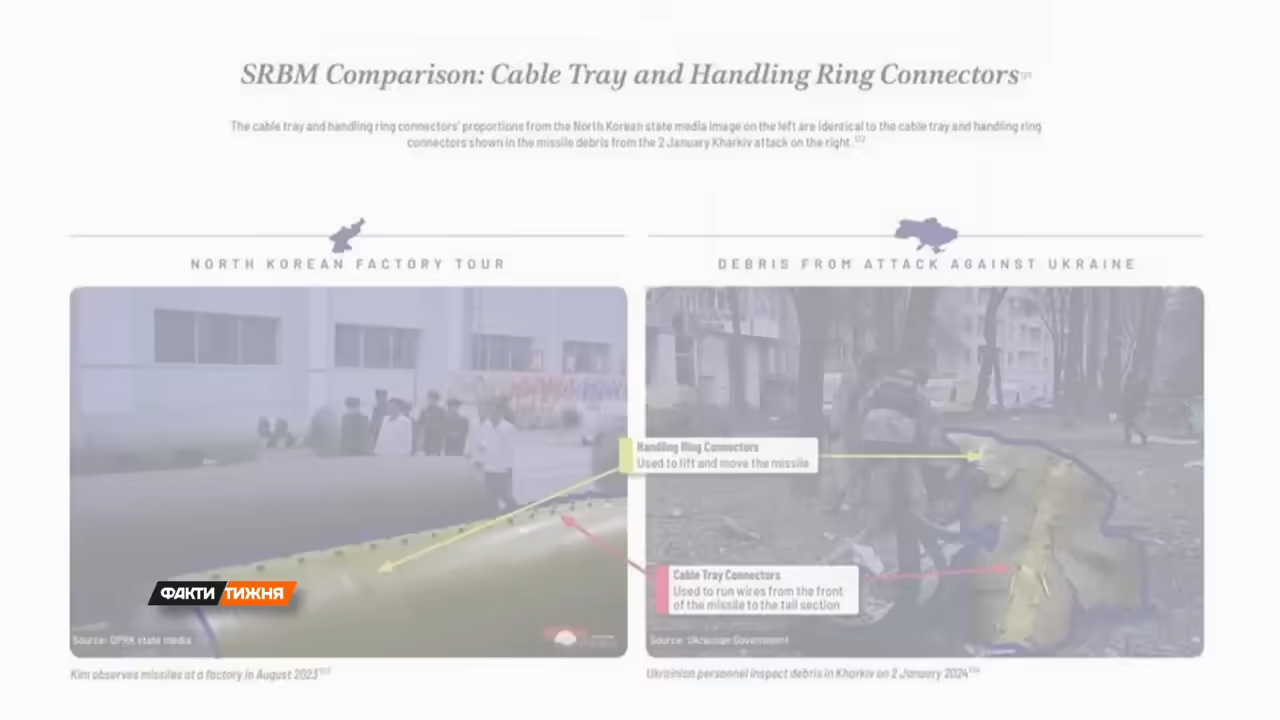 SRBM Comparison: Cable Tray and Handling Ring Connectors
The cable tray and handling ring connectors' proportions from the North Korean state media image on the left are identical to the cable tray and handling ring
connectors shown in the missile debris from the 2 January Kharkiv attack on the right.
NORTH KOREAN FACTORY TOUR
DEBRIS FROM ATTACK AGAINST UKRAINE
Handling Ring Connectors
Used to lift and move the missile
Cable Tray Connectors
Used to run wires from the front
of the missile to the tail section
ФАКТИ ТИЖНЯ
Source: DPRK state media
Source: Ukrainian Government
Kim observes missiles at a factory in August 2023
Ukrainian personnel inspect debris in Kharkiv on 2 January 2024